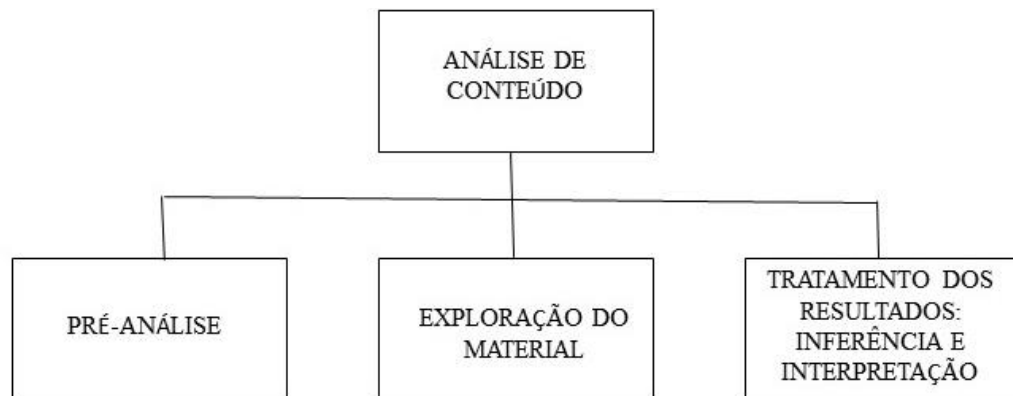 ANÁLISE DE
CONTEÚDO
PRÉ-ANÁLISE
EXPLORAÇÃO DO
MATERIAL
TRATAMENTO DOS
RESULTADOS:
INFERÊNCIA E
INTERPRETAÇÃO